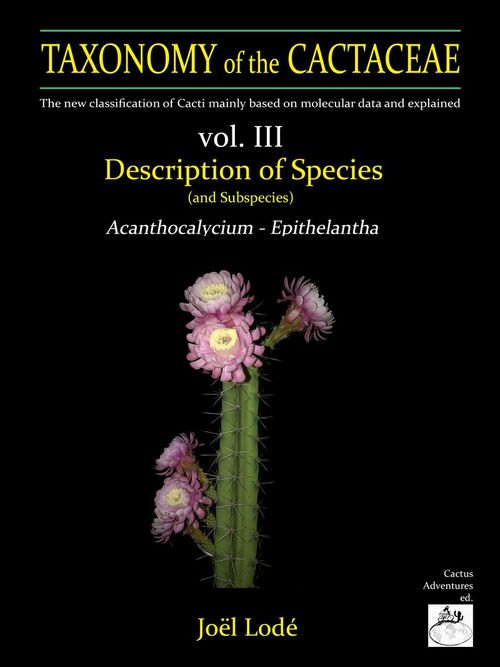 TAXONOMY of the CACTACEAE
The new classification of Cacti mainly based on molecular data and explained
vol. III
Description of Species
(and Subspecies)
Acanthocalycium - Epithelantha
Cactus
Adventures
ed.
Joël Lodé